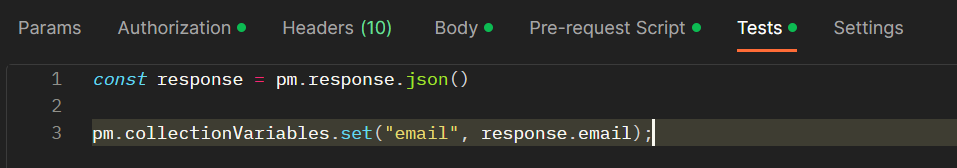 Params Authorization Headers (10) Body Pre-request Script Tests Settings
1 const response = pm.response.json()
2
3 pm.collectionVariables.set("email", response.email);